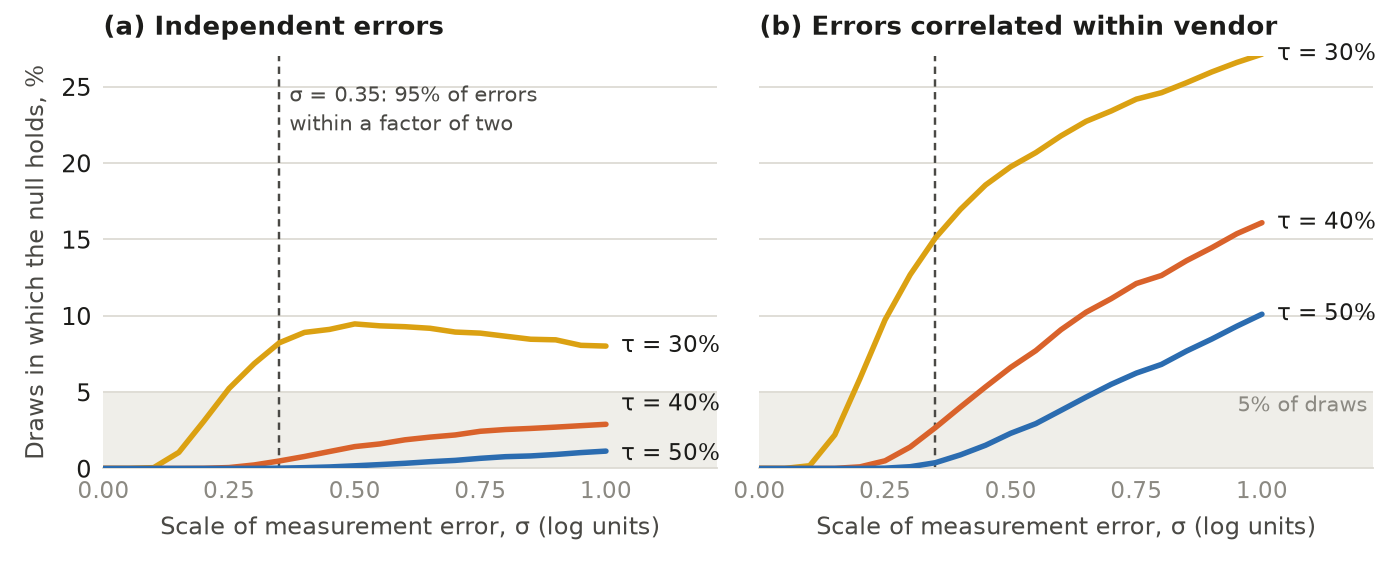 (a) Independent errors
Draws in which the null holds, %
25
20
15
10
5
0
σ = 0.35: 95% of errors
within a factor of two
τ = 30%
τ = 40%
τ = 50%
0.00 0.25 0.50 0.75 1.00
Scale of measurement error, σ (log units)
(b) Errors correlated within vendor
τ = 30%
τ = 40%
τ = 50%
5% of draws
0.00 0.25 0.50 0.75 1.00
Scale of measurement error, σ (log units)